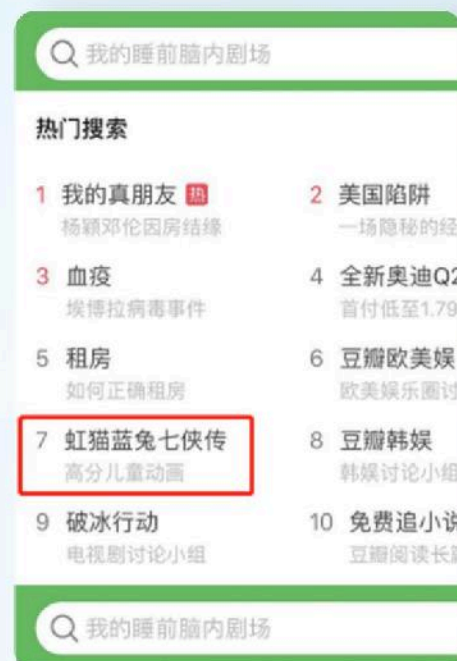 我的睡前脑内剧场
热门搜索
1 我的真朋友 热
杨颖邓伦因房结缘
2 美国陷阱
一场隐秘的经
3 血疫
埃博拉病毒事件
4 全新奥迪Q2
首付低至1.79
5 租房
如何正确租房
6 豆瓣欧美娱
欧美娱乐圈讨
7 虹猫蓝兔七侠传
高分儿童动画
8 豆瓣韩娱
韩娱讨论小组
9 破冰行动
电视剧讨论小组
10 免费追小说
豆瓣阅读长篇
我的睡前脑内剧场